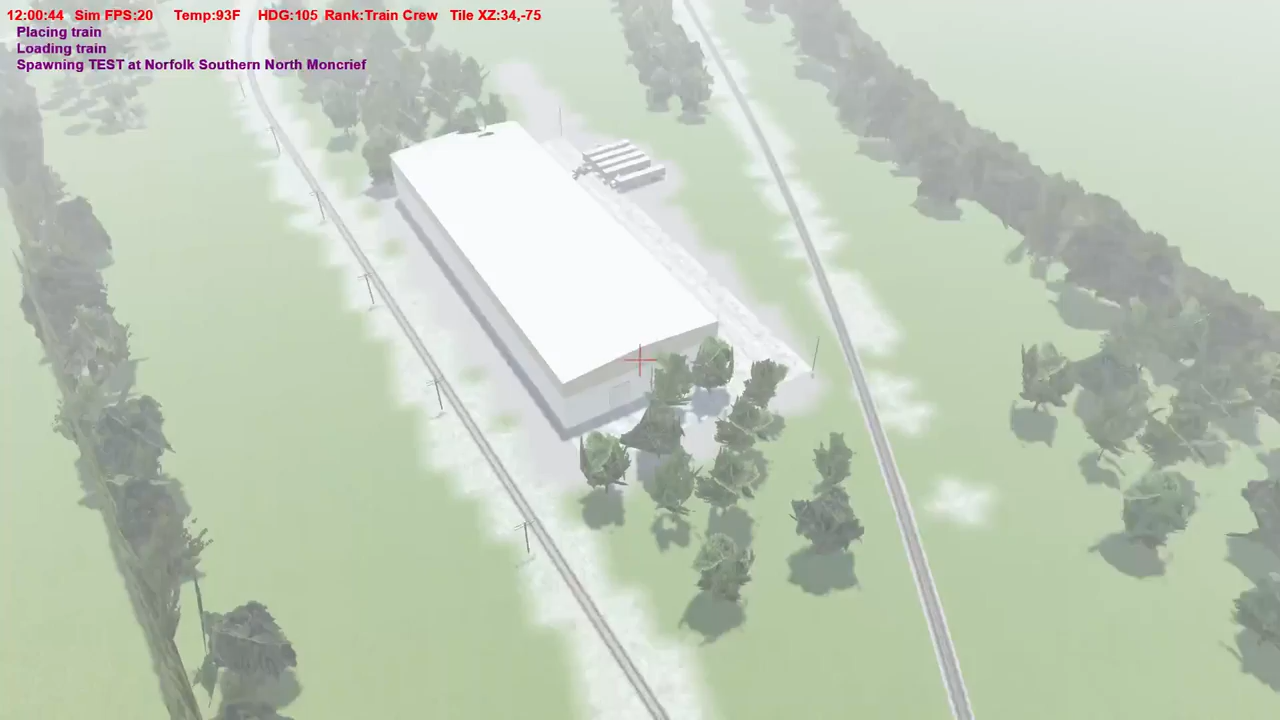 12:00:44 Sim FPS:20 Temp:93F HDG:105 Rank:Train Crew Tile XZ:34,-75
Placing train
Loading train
Spawning TEST at Norfolk Southern North Moncrief